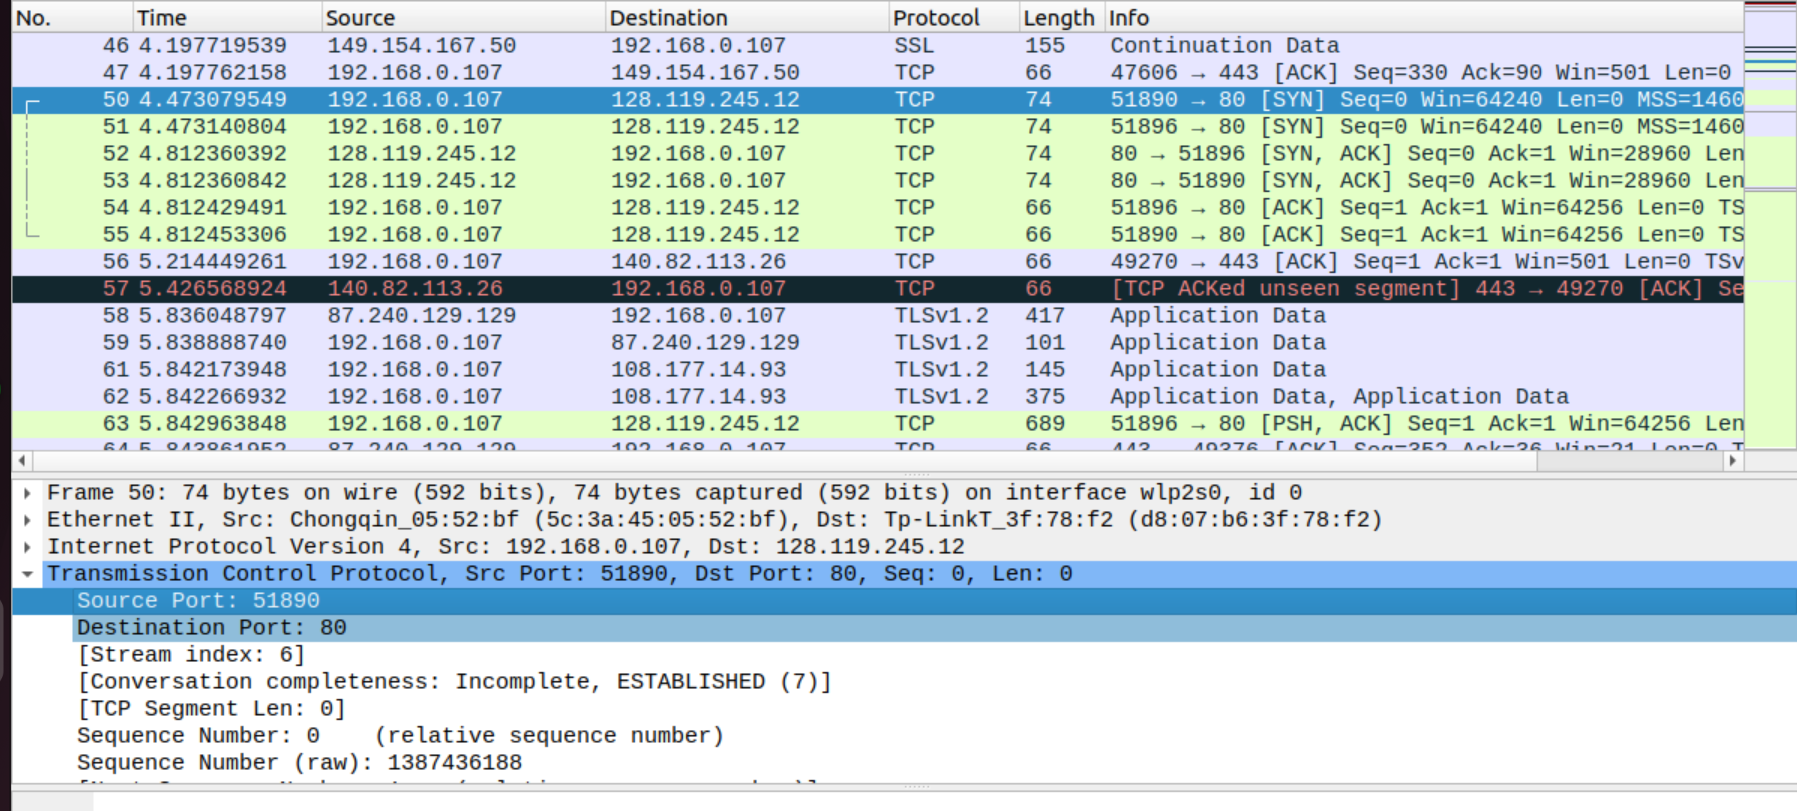 No. Time Source Destination Protocol Length Info
46 4.197719539 149.154.167.50 192.168.0.107 SSL 155 Continuation Data
47 4.197762158 192.168.0.107 149.154.167.50 TCP 66 47606 → 443 [ACK] Seq=330 Ack=90 Win=501 Len=0
50 4.473079549 192.168.0.107 128.119.245.12 TCP 74 51890 → 80 [SYN] Seq=0 Win=64240 Len=0 MSS=1460
51 4.473140804 192.168.0.107 128.119.245.12 TCP 74 51896 → 80 [SYN] Seq=0 Win=64240 Len=0 MSS=1460
52 4.812360392 128.119.245.12 192.168.0.107 TCP 74 80 → 51896 [SYN, ACK] Seq=0 Ack=1 Win=28960 Len
53 4.812360842 128.119.245.12 192.168.0.107 TCP 74 80 → 51890 [SYN, ACK] Seq=0 Ack=1 Win=28960 Len
54 4.812429491 192.168.0.107 128.119.245.12 TCP 66 51896 → 80 [ACK] Seq=1 Ack=1 Win=64256 Len=0 TS
55 4.812453306 192.168.0.107 128.119.245.12 TCP 66 51890 → 80 [ACK] Seq=1 Ack=1 Win=64256 Len=0 TS
56 5.214449261 192.168.0.107 140.82.113.26 TCP 66 49270 → 443 [ACK] Seq=1 Ack=1 Win=501 Len=0 TSv
57 5.426568924 140.82.113.26 192.168.0.107 TCP 66 [TCP ACKed unseen segment] 443 → 49270 [ACK] Se
58 5.836048797 87.240.129.129 192.168.0.107 TLSv1.2 417 Application Data
59 5.838888740 192.168.0.107 87.240.129.129 TLSv1.2 101 Application Data
61 5.842173948 192.168.0.107 108.177.14.93 TLSv1.2 145 Application Data
62 5.842266932 192.168.0.107 108.177.14.93 TLSv1.2 375 Application Data, Application Data
63 5.842963848 192.168.0.107 128.119.245.12 TCP 689 51896 → 80 [PSH, ACK] Seq=1 Ack=1 Win=64256 Len
Frame 50: 74 bytes on wire (592 bits), 74 bytes captured (592 bits) on interface wlp2s0, id 0
Ethernet II, Src: Chongqin_05:52:bf (5c:3a:45:05:52:bf), Dst: Tp-LinkT_3f:78:f2 (d8:07:b6:3f:78:f2)
Internet Protocol Version 4, Src: 192.168.0.107, Dst: 128.119.245.12
Transmission Control Protocol, Src Port: 51890, Dst Port: 80, Seq: 0, Len: 0
Source Port: 51890
Destination Port: 80
[Stream index: 6]
[Conversation completeness: Incomplete, ESTABLISHED (7)]
[TCP Segment Len: 0]
Sequence Number: 0 (relative sequence number)
Sequence Number (raw): 1387436188